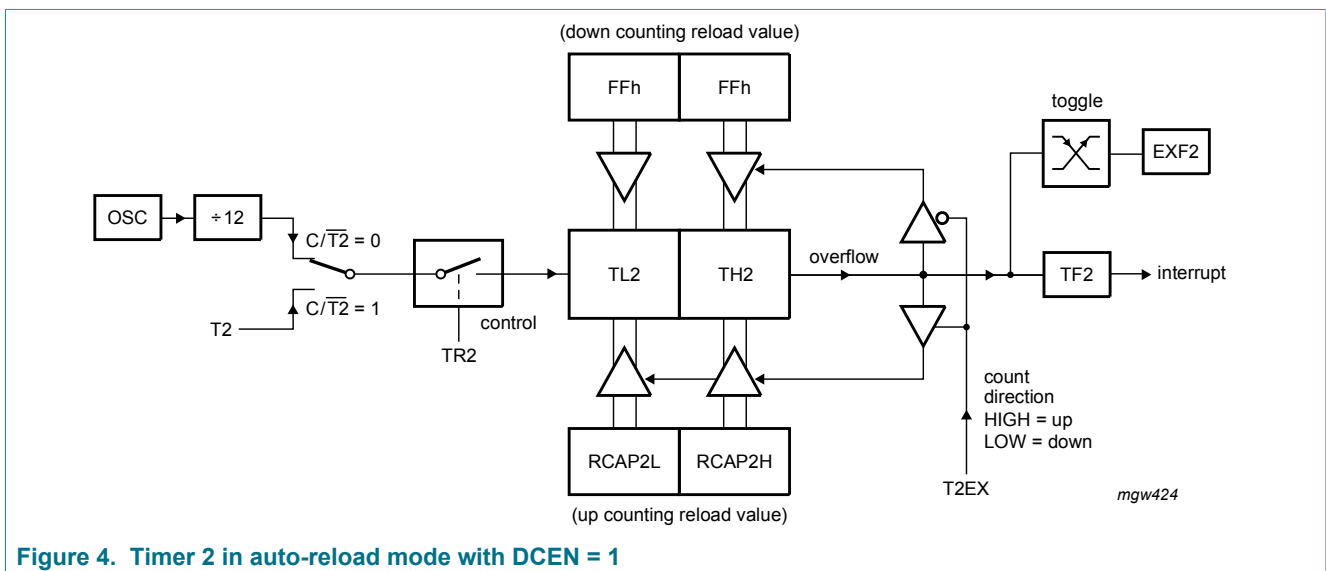 (down counting reload value)
FFh FFh
toggle
EXF2
OSC ÷12
C/T2̅ = 0
TL2 TH2
overflow
TF2 interrupt
C/T2̅ = 1
T2
control
TR2
count
direction
HIGH = up
LOW = down
RCAP2L RCAP2H
T2EX
mgw424
(up counting reload value)
Figure 4. Timer 2 in auto-reload mode with DCEN = 1